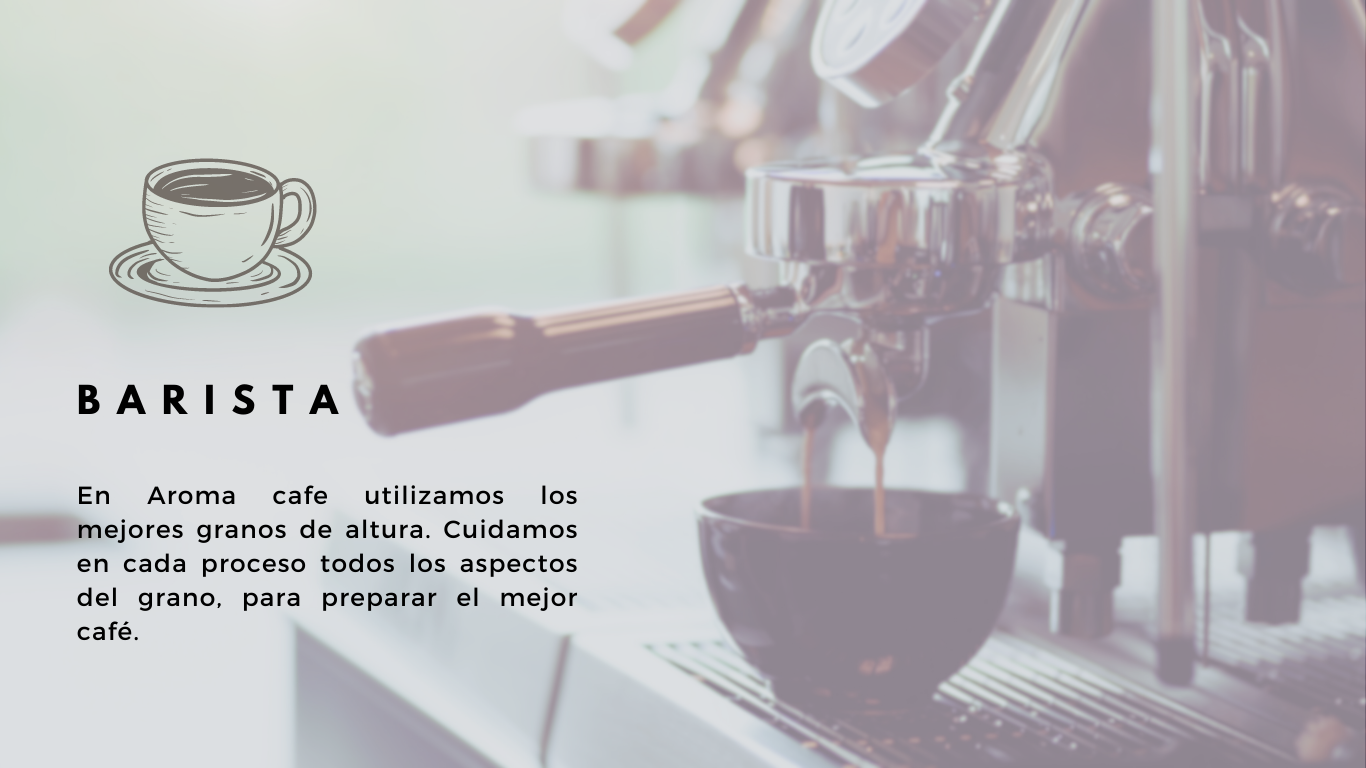 BARISTA
En Aroma cafe utilizamos los
mejores granos de altura. Cuidamos
en cada proceso todos los aspectos
del grano, para preparar el mejor
café.